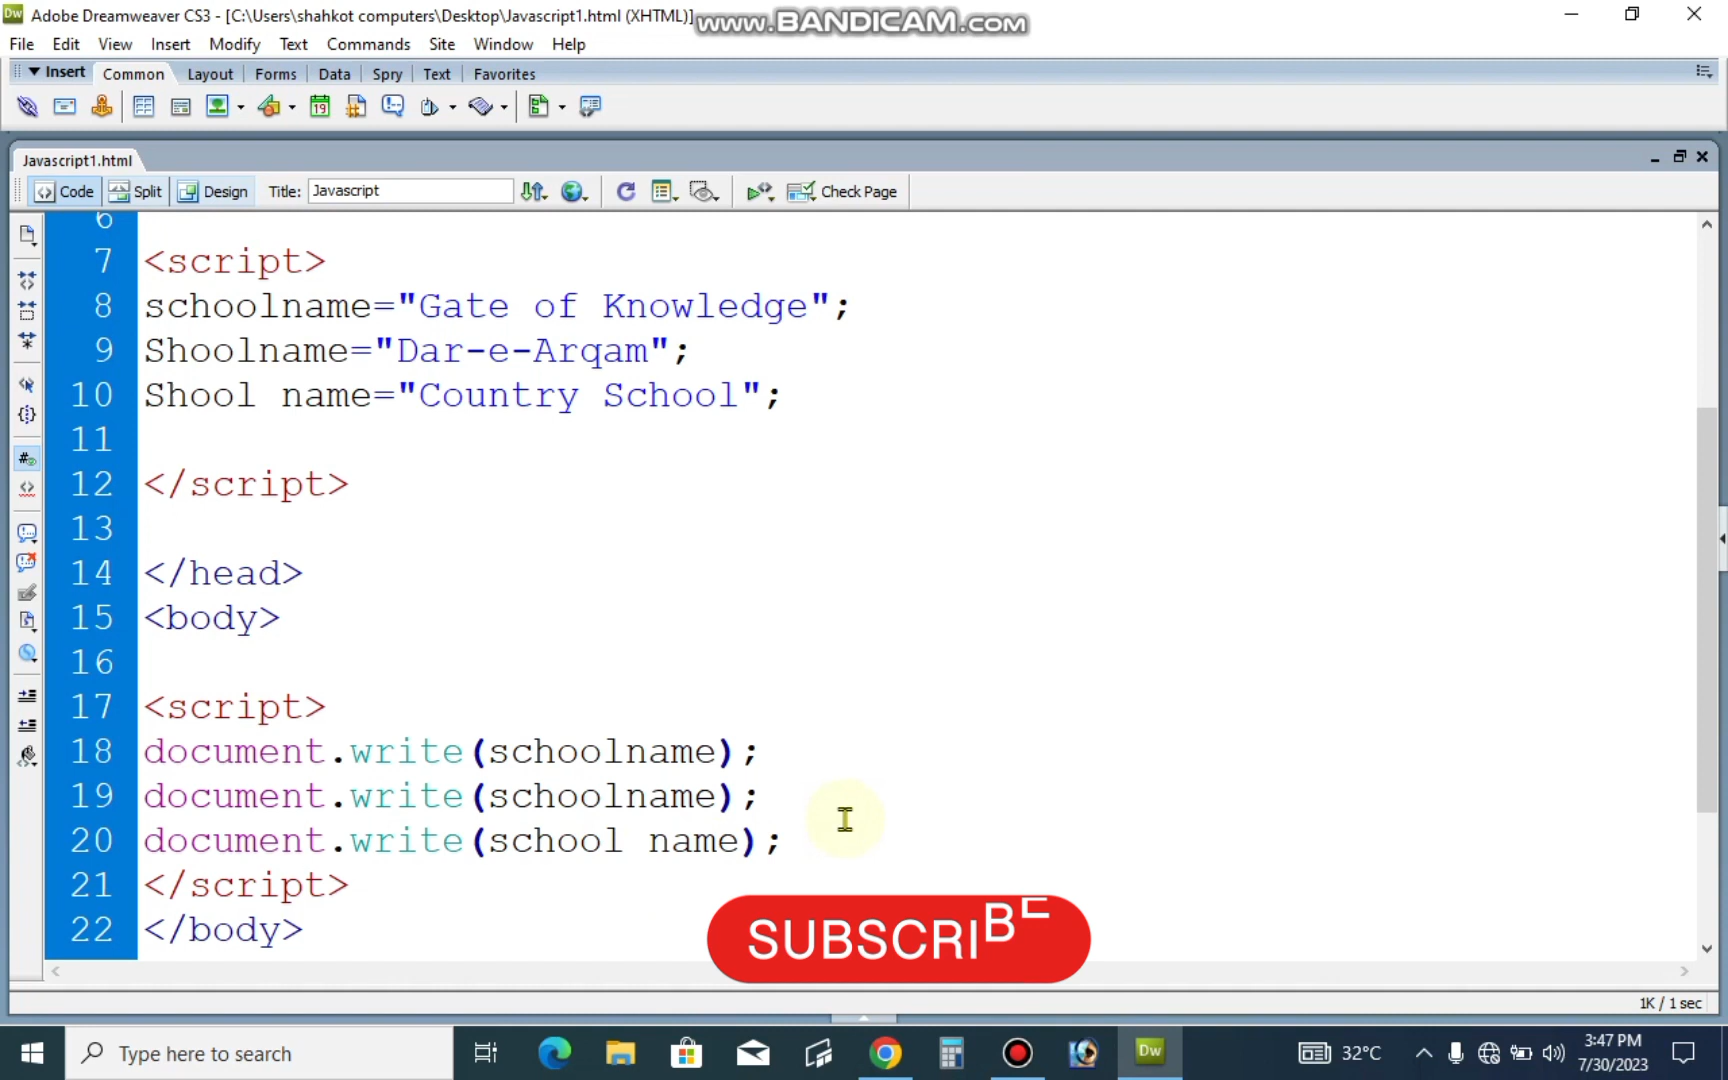 Dw Adobe Dreamweaver CS3 - [C:\Users\shahkot computers\Desktop\Javascript1.html (XHTML)]
www.BANDICAM.com
File Edit View Insert Modify Text Commands Site Window Help
Insert Common Layout Forms Data Spry Text Favorites
19
Javascript1.html
Code Split Design Title: Javascript Check Page
6
7 <script>
8 schoolname="Gate of Knowledge";
9 Shoolname="Dar-e-Arqam";
10 Shool name="Country School";
11
12 </script>
13
14 </head>
15 <body>
16
17 <script>
18 document.write(schoolname);
19 document.write(schoolname);
20 document.write(school name);
21 </script>
22 </body>
SUBSCRIBE
1K / 1 sec
Type here to search
Dw
32°C
3:47 PM
7/30/2023